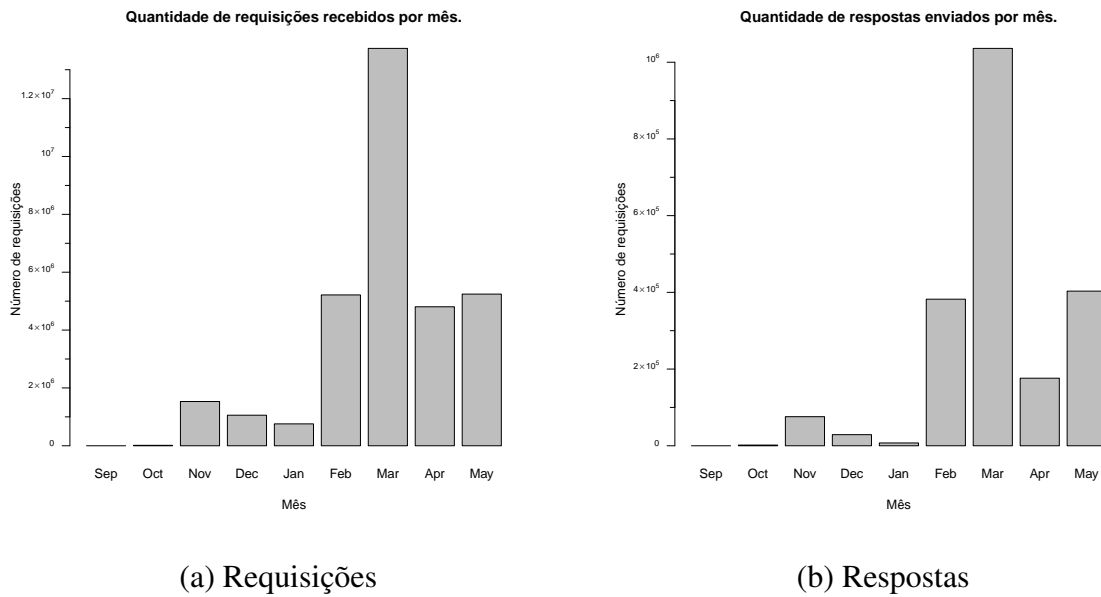 Quantidade de requisições recebidos por mês.
Número de requisições
1.2×10⁷
10⁷
8×10⁶
6×10⁶
4×10⁶
2×10⁶
0
Sep Oct Nov Dec Jan Feb Mar Apr May
Mês
(a) Requisições
Quantidade de respostas enviados por mês.
Número de requisições
10⁶
8×10⁵
6×10⁵
4×10⁵
2×10⁵
0
Sep Oct Nov Dec Jan Feb Mar Apr May
Mês
(b) Respostas